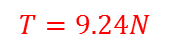 T = 9.24N